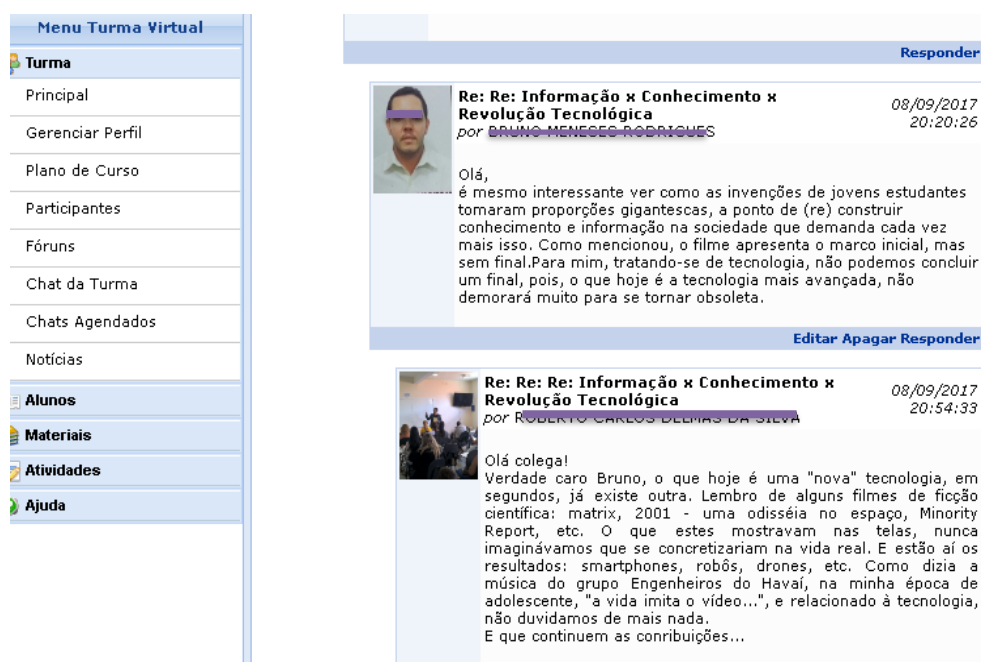 Menu Turma Virtual
Turma
Principal
Gerenciar Perfil
Plano de Curso
Participantes
Fóruns
Chat da Turma
Chats Agendados
Notícias
Alunos
Materiais
Atividades
Ajuda
Responder
Re: Re: Informação x Conhecimento x
Revolução Tecnológica
08/09/2017
20:20:26
por
Olá,
é mesmo interessante ver como as invenções de jovens estudantes
tomaram proporções gigantescas, a ponto de (re) construir
conhecimento e informação na sociedade que demanda cada vez
mais isso. Como mencionou, o filme apresenta o marco inicial, mas
sem final.Para mim, tratando-se de tecnologia, não podemos concluir
um final, pois, o que hoje é a tecnologia mais avançada, não
demorará muito para se tornar obsoleta.
Editar Apagar Responder
Re: Re: Re: Informação x Conhecimento x
Revolução Tecnológica
08/09/2017
20:54:33
por
Olá colega!
Verdade caro Bruno, o que hoje é uma "nova" tecnologia, em
segundos, já existe outra. Lembro de alguns filmes de ficção
científica: matrix, 2001 - uma odisséia no espaço, Minority
Report, etc. O que estes mostravam nas telas, nunca
imaginávamos que se concretizariam na vida real. E estão aí os
resultados: smartphones, robôs, drones, etc. Como dizia a
música do grupo Engenheiros do Havaí, na minha época de
adolescente, "a vida imita o vídeo...", e relacionado à tecnologia,
não duvidamos de mais nada.
E que continuem as conribuições...